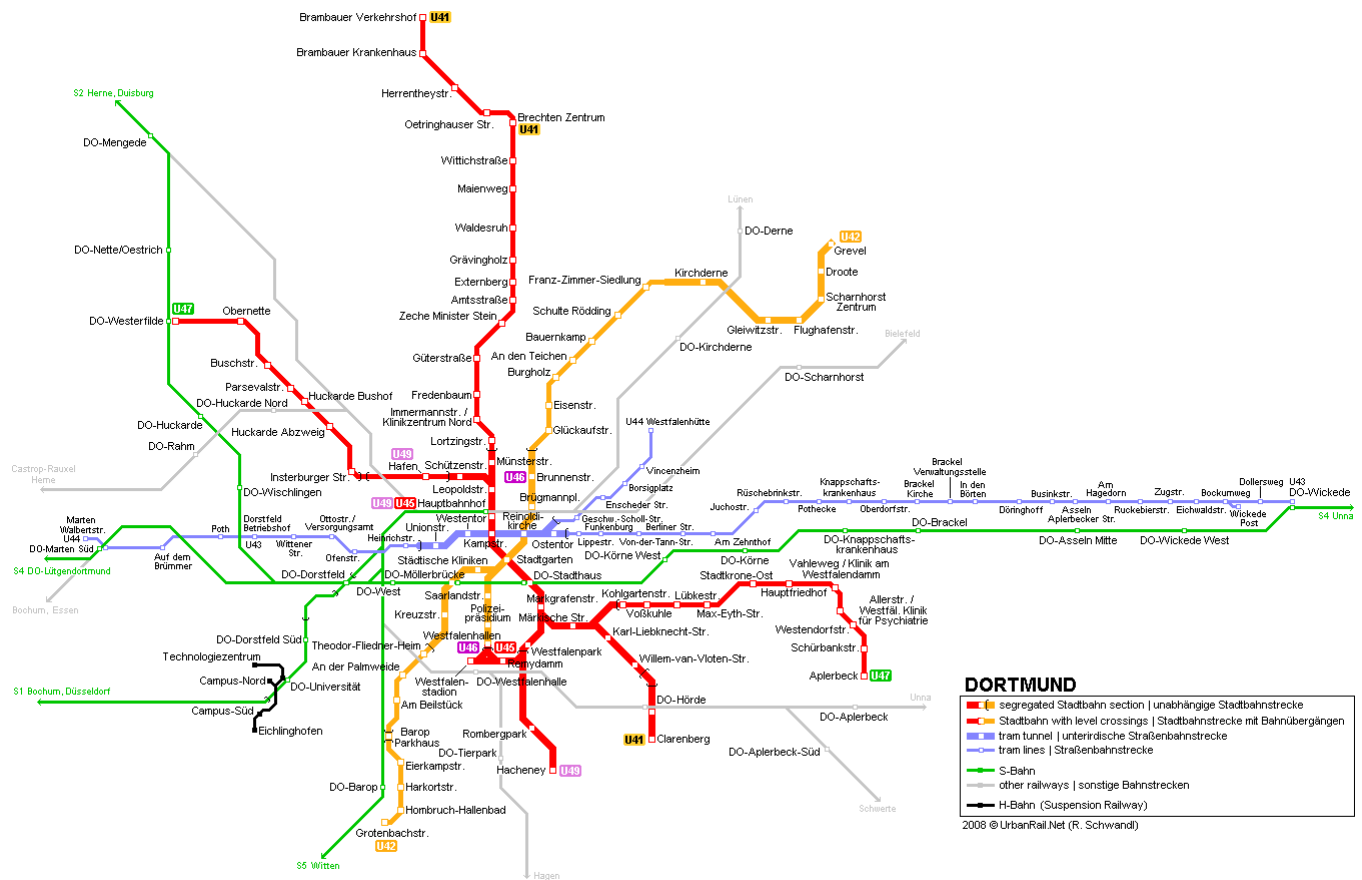 Brambauer Verkehrshof
U41
Brambauer Krankenhaus
Herrentheystr.
Oetringhauser Str.
Brechten Zentrum
U41
Wittichstraße
Maienweg
Waldesruh
Grävingholz
Externberg
Amtsstraße
Zeche Minister Stein
Güterstraße
Fredenbaum
Immermannstr. /
Klinikzentrum Nord
Lortzingstr.
Münsterstr.
Leopoldstr.
Hauptbahnhof
S2 Herne, Duisburg
DO-Mengede
DO-Nette/Oestrich
DO-Westerfilde
U47
Obernette
Buschstr.
Parsevalstr.
Huckarde Bushof
DO-Huckarde Nord
Huckarde Abzweig
DO-Huckarde
DO-Rahm
Castrop-Rauxel
Herne
Insterburger Str.
U49
Hafen
Schützenstr.
U49
U45
DO-Wischlingen
Lünen
DO-Derne
U42
Grevel
Droote
Scharnhorst
Zentrum
Flughafenstr.
Gleiwitzstr.
Kirchderne
Franz-Zimmer-Siedlung
Schulte Rödding
Bauernkamp
An den Teichen
Burgholz
Eisenstr.
Glückaufstr.
U46
Brunnenstr.
Brügmannpl.
DO-Kirchderne
Bielefeld
DO-Scharnhorst
U44 Westfalenhütte
Vincenzheim
Borsigplatz
Enscheder Str.
Geschw.-Scholl-Str.
Marten
Walbertstr.
U44
DO-Marten Süd
S4 DO-Lütgendortmund
Auf dem
Brümmer
Poth
Dorstfeld
Betriebshof
U43
Wittener
Str.
Ottostr./
Versorgungsamt
Ofenstr.
Heinrichstr.
Unionstr.
Westentor
Kampstr.
Reinoldi-
kirche
Ostentor
Lippestr.
Funkenburg
Von-der-Tann-Str.
Berliner Str.
Am Zehnthof
Juchostr.
Rüschebrinkstr.
Pothecke
Knappschafts-
krankenhaus
Oberdorfstr.
Brackel
Kirche
Brackel
Verwaltungsstelle
In den
Börten
Döringhoff
Businkstr.
Asseln
Aplerbecker Str.
Am
Hagedorn
Ruckebierstr.
Zugstr.
Eichwaldstr.
Bockumweg
Dollersweg
Wickede
Post
U43
DO-Wickede
S4 Unna
DO-Wickede West
DO-Asseln Mitte
DO-Brackel
DO-Knappschafts-
krankenhaus
DO-Körne
DO-Körne West
DO-Stadthaus
Stadtgarten
Städtische Kliniken
DO-Möllerbrücke
DO-West
DO-Dorstfeld
Bochum, Essen
Saarlandstr.
Polizei-
präsidium
Kreuzstr.
Theodor-Fliedner-Heim
Westfalenhallen
U46
U45
Westfalenpark
Remydamm
Westfalen-
stadion
DO-Westfalenhalle
Markgrafenstr.
Märkische Str.
Kohlgartenstr.
Voßkuhle
Lübkestr.
Max-Eyth-Str.
Stadtkrone-Ost
Hauptfriedhof
Vahleweg / Klinik am
Westfalendamm
Allerstr. /
Westfäl. Klinik
für Psychiatrie
Westendorfstr.
Schürbankstr.
Aplerbeck
U47
Karl-Liebknecht-Str.
Willem-van-Vloten-Str.
DO-Hörde
U41
Clarenberg
Unna
DO-Aplerbeck
DO-Aplerbeck-Süd
Schwerte
DO-Dorstfeld Süd
Technologiezentrum
Campus-Nord
DO-Universität
S1 Bochum, Düsseldorf
Campus-Süd
Eichlinghofen
An der Palmweide
Am Beilstück
Barop
Parkhaus
Eierkampstr.
Harkortstr.
Hombruch-Hallenbad
Grotenbachstr.
U42
DO-Barop
S5 Witten
DO-Tierpark
Rombergpark
Hacheney
U49
Hagen
DORTMUND
segregated Stadtbahn section | unabhängige Stadtbahnstrecke
Stadtbahn with level crossings | Stadtbahnstrecke mit Bahnübergängen
tram tunnel | unterirdische Straßenbahnstrecke
tram lines | Straßenbahnstrecke
S-Bahn
other railways | sonstige Bahnstrecken
H-Bahn (Suspension Railway)
2008 © UrbanRail.Net (R. Schwandl)